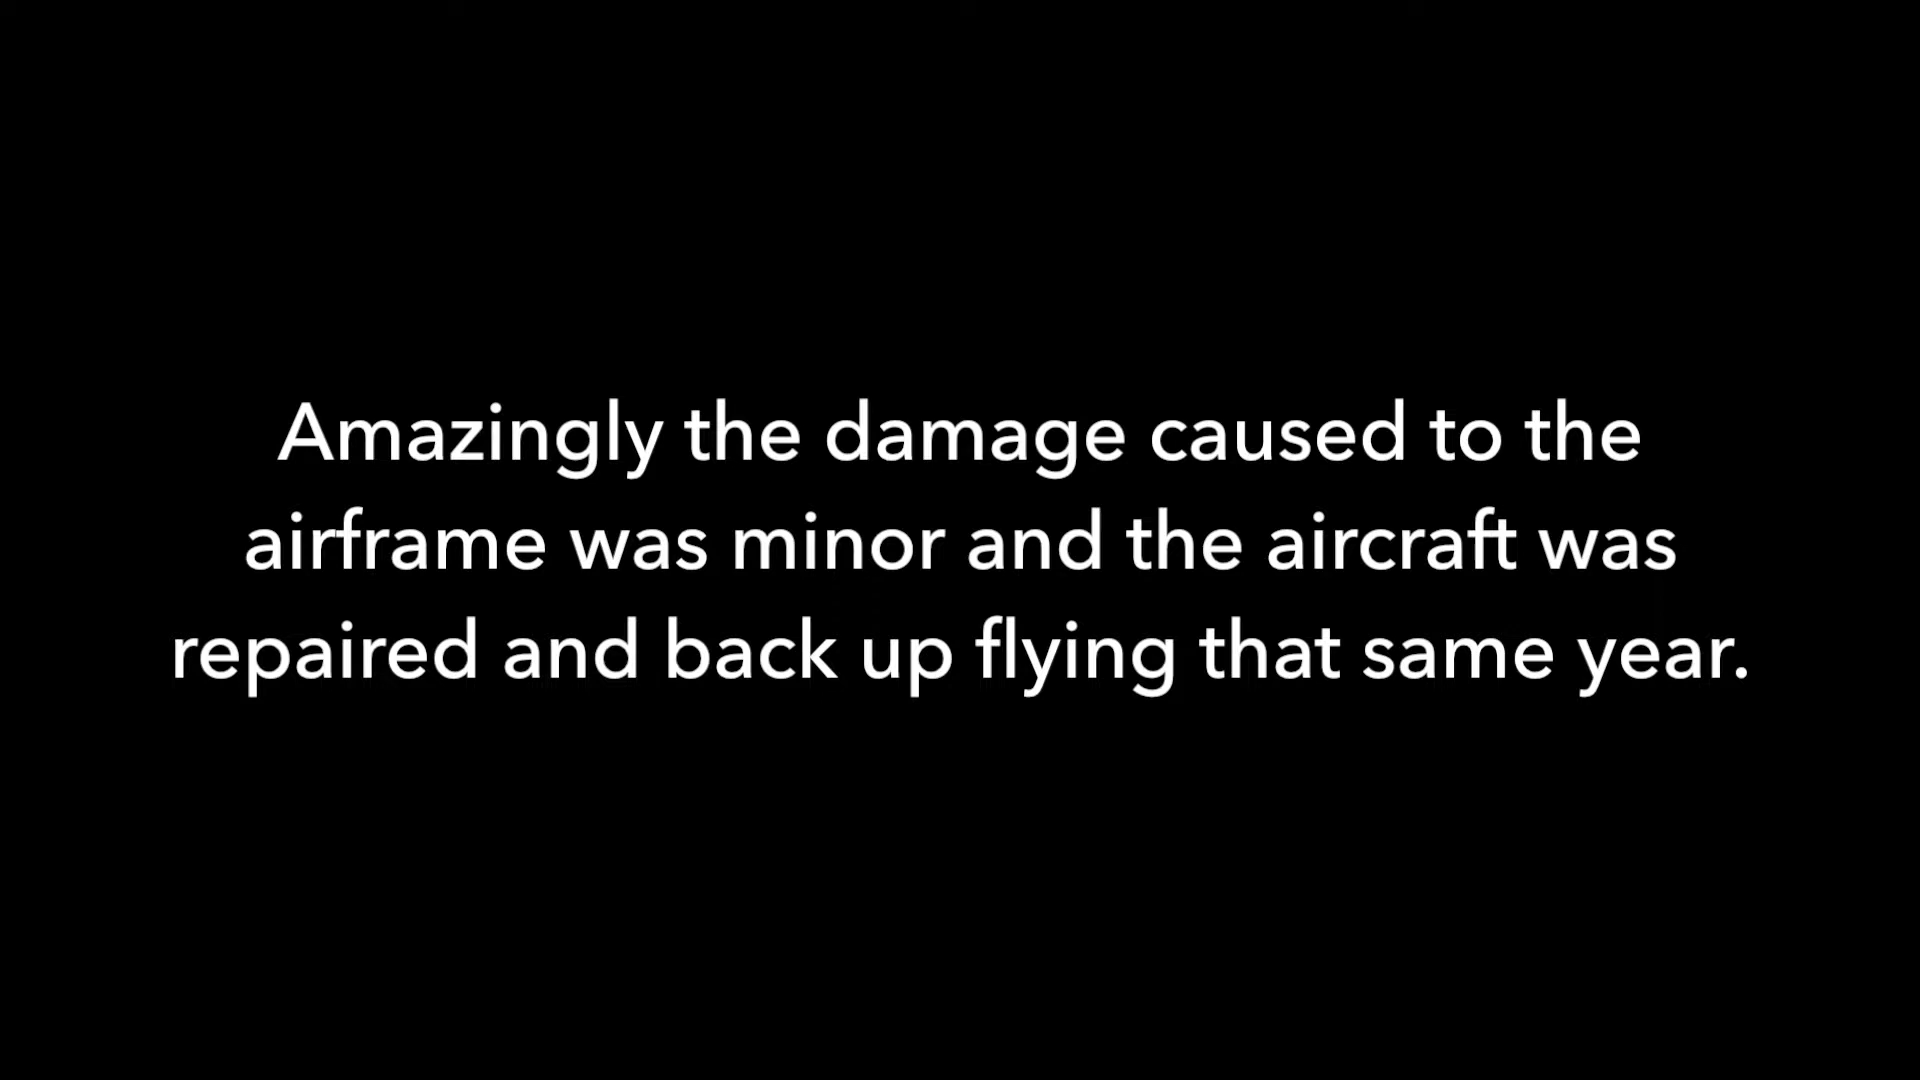 Amazingly the damage caused to the
airframe was minor and the aircraft was
repaired and back up flying that same year.